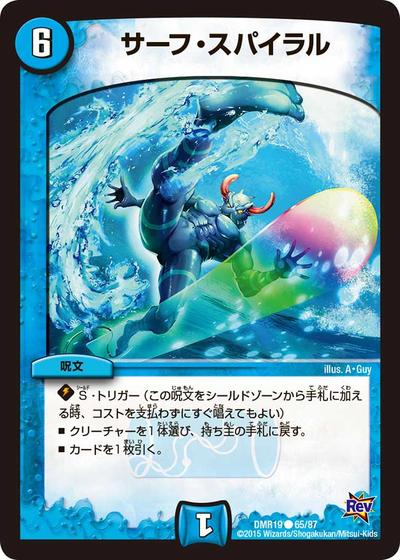 6
サーフ・スパイラル
illus. A・Guy
呪文
S・トリガー (この呪文をシールドゾーンから手札に加え
る時、コストを支払わずにすぐ唱えてもよい)
■ クリーチャーを1体選び、持ち主の手札に戻す。
■ カードを1枚引く。
1
Rev
DMR19 ● 65/87
©2015 Wizards/Shogakukan/Mitsui-Kids